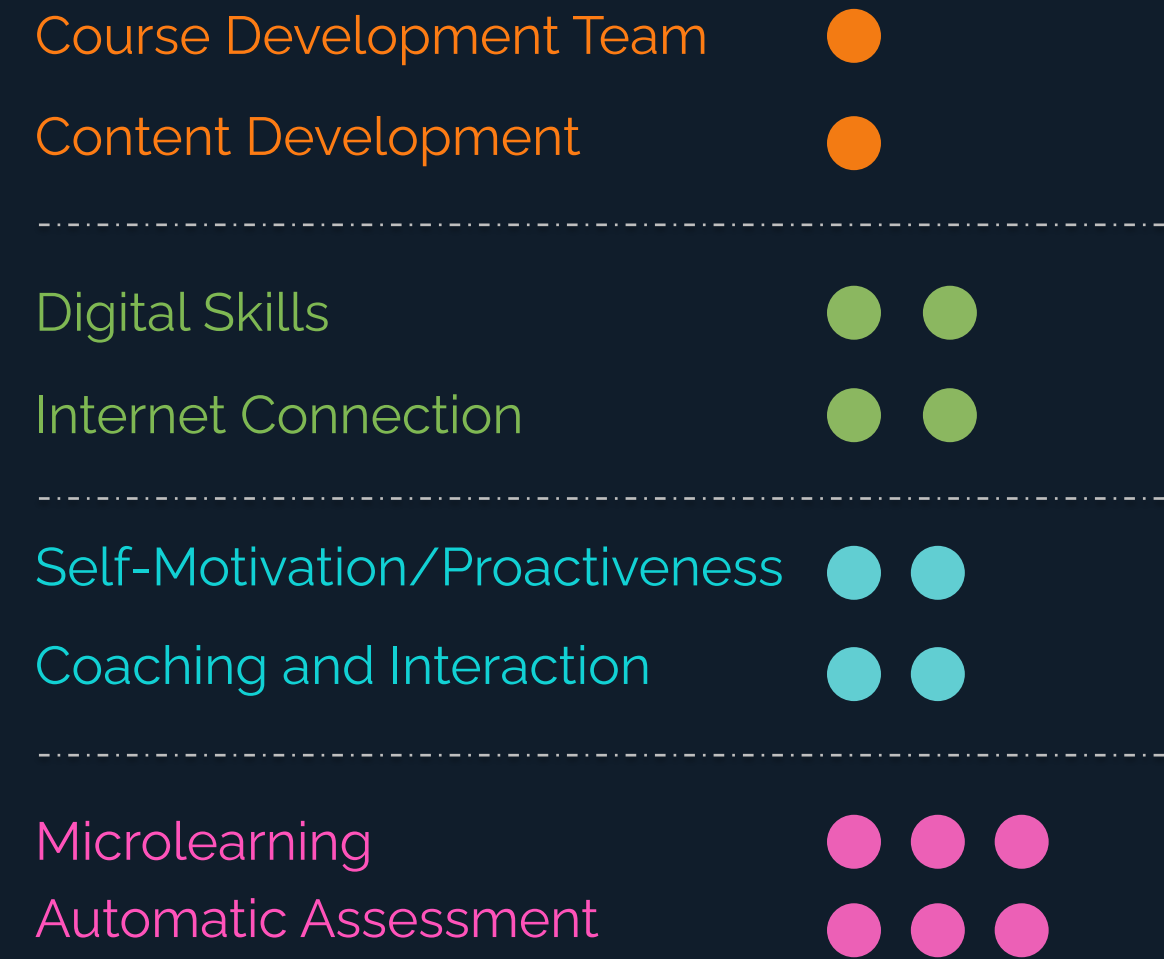 Course Development Team
Content Development
Digital Skills
Internet Connection
Self-Motivation/Proactiveness
Coaching and Interaction
Microlearning
Automatic Assessment